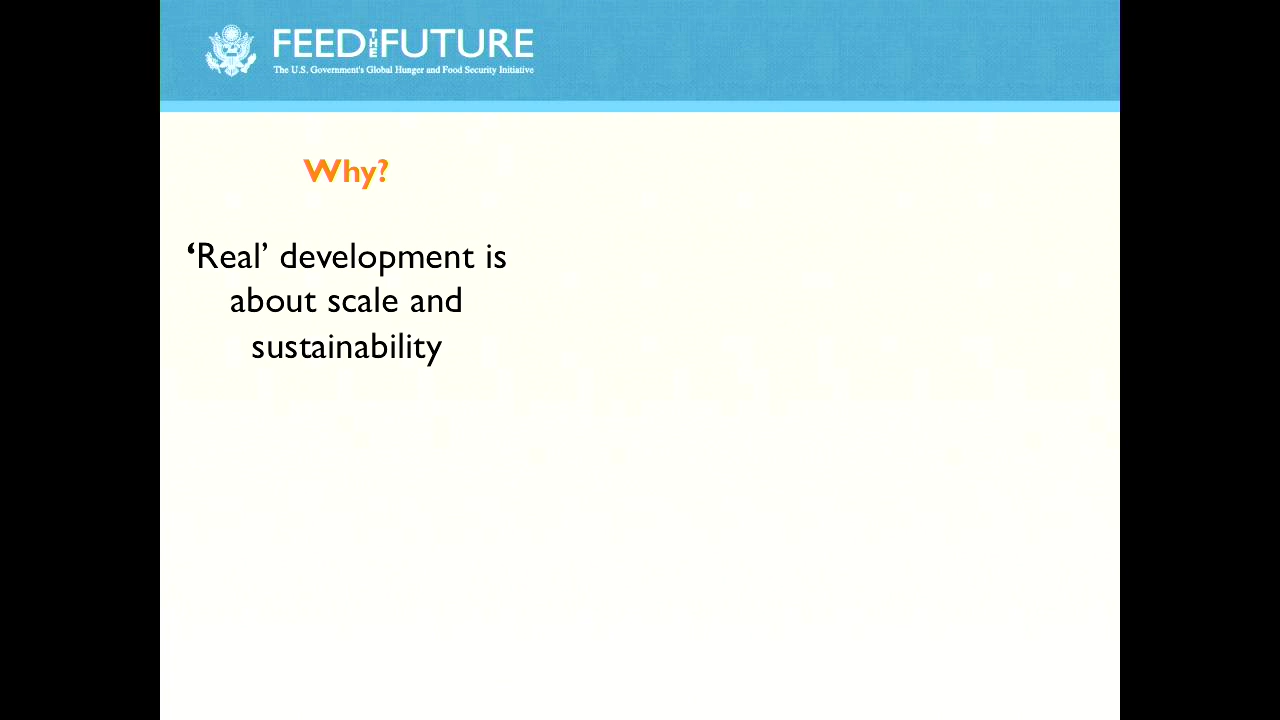 FEED THE FUTURE
The U.S. Government's Global Hunger and Food Security Initiative
Why?
‘Real’ development is
about scale and
sustainability